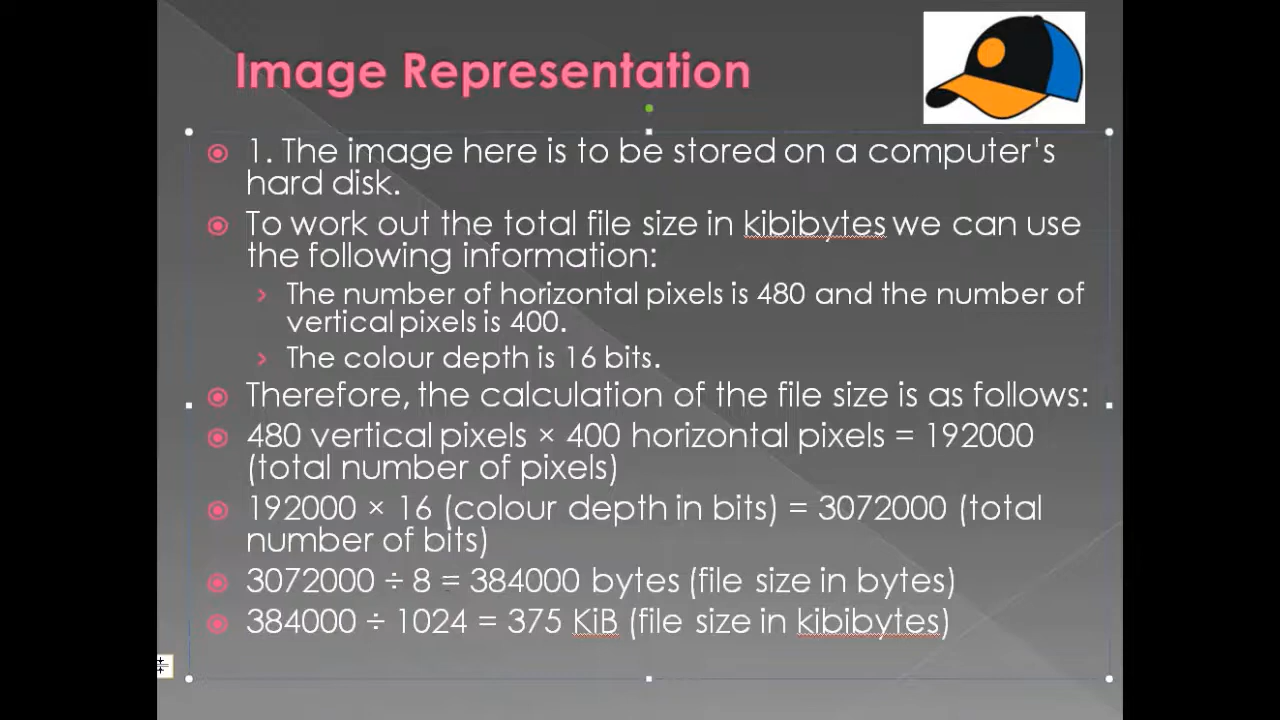 Image Representation
1. The image here is to be stored on a computer's
hard disk.
To work out the total file size in kibibytes we can use
the following information:
The number of horizontal pixels is 480 and the number of
vertical pixels is 400.
The colour depth is 16 bits.
Therefore, the calculation of the file size is as follows:
480 vertical pixels × 400 horizontal pixels = 192000
(total number of pixels)
192000 × 16 (colour depth in bits) = 3072000 (total
number of bits)
3072000 ÷ 8 = 384000 bytes (file size in bytes)
384000 ÷ 1024 = 375 KiB (file size in kibibytes)